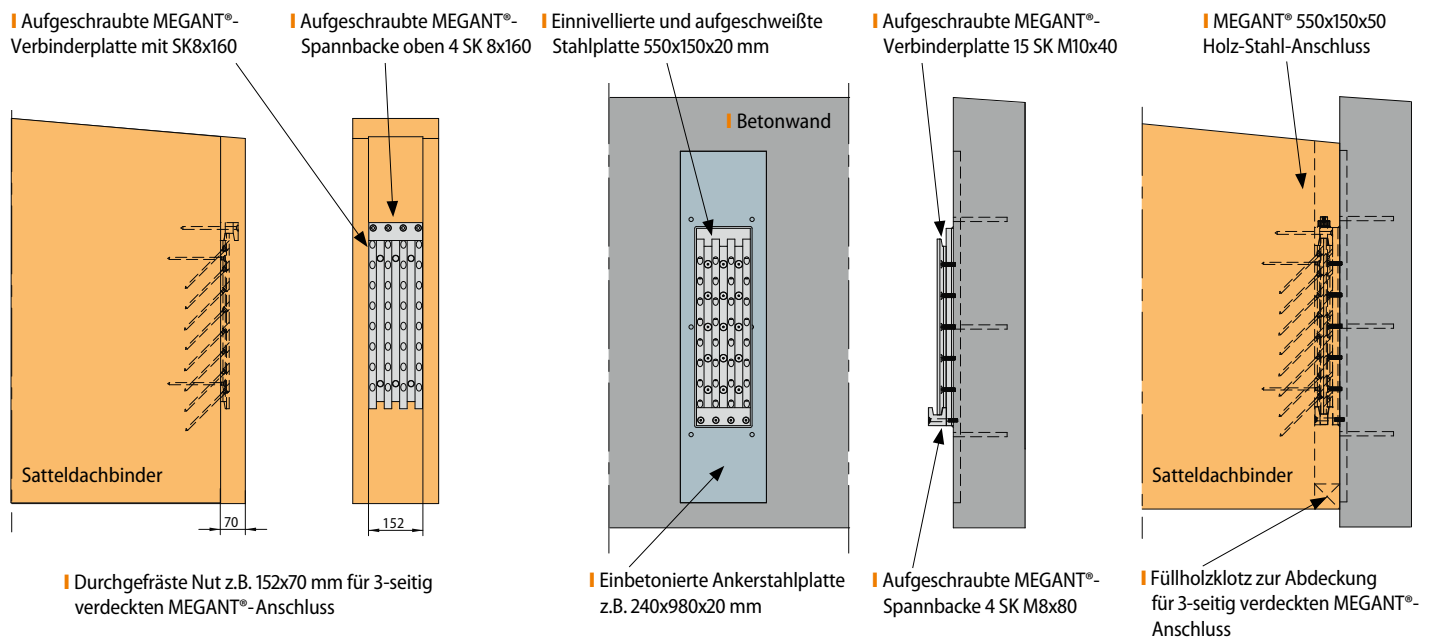 Aufgeschraubte MEGANT®-
Verbinderplatte mit SK8x160
Aufgeschraubte MEGANT®-
Spannbacke oben 4 SK 8x160
Einnivellierte und aufgeschweißte
Stahlplatte 550x150x20 mm
Aufgeschraubte MEGANT®-
Verbinderplatte 15 SK M10x40
MEGANT® 550x150x50
Holz-Stahl-Anschluss
Betonwand
Satteldachbinder
70
152
Satteldachbinder
Durchgefräste Nut z.B. 152x70 mm für 3-seitig
verdeckten MEGANT®-Anschluss
Einbetonierte Ankerstahlplatte
z.B. 240x980x20 mm
Aufgeschraubte MEGANT®-
Spannbacke 4 SK M8x80
Füllholzklotz zur Abdeckung
für 3-seitig verdeckten MEGANT®-
Anschluss